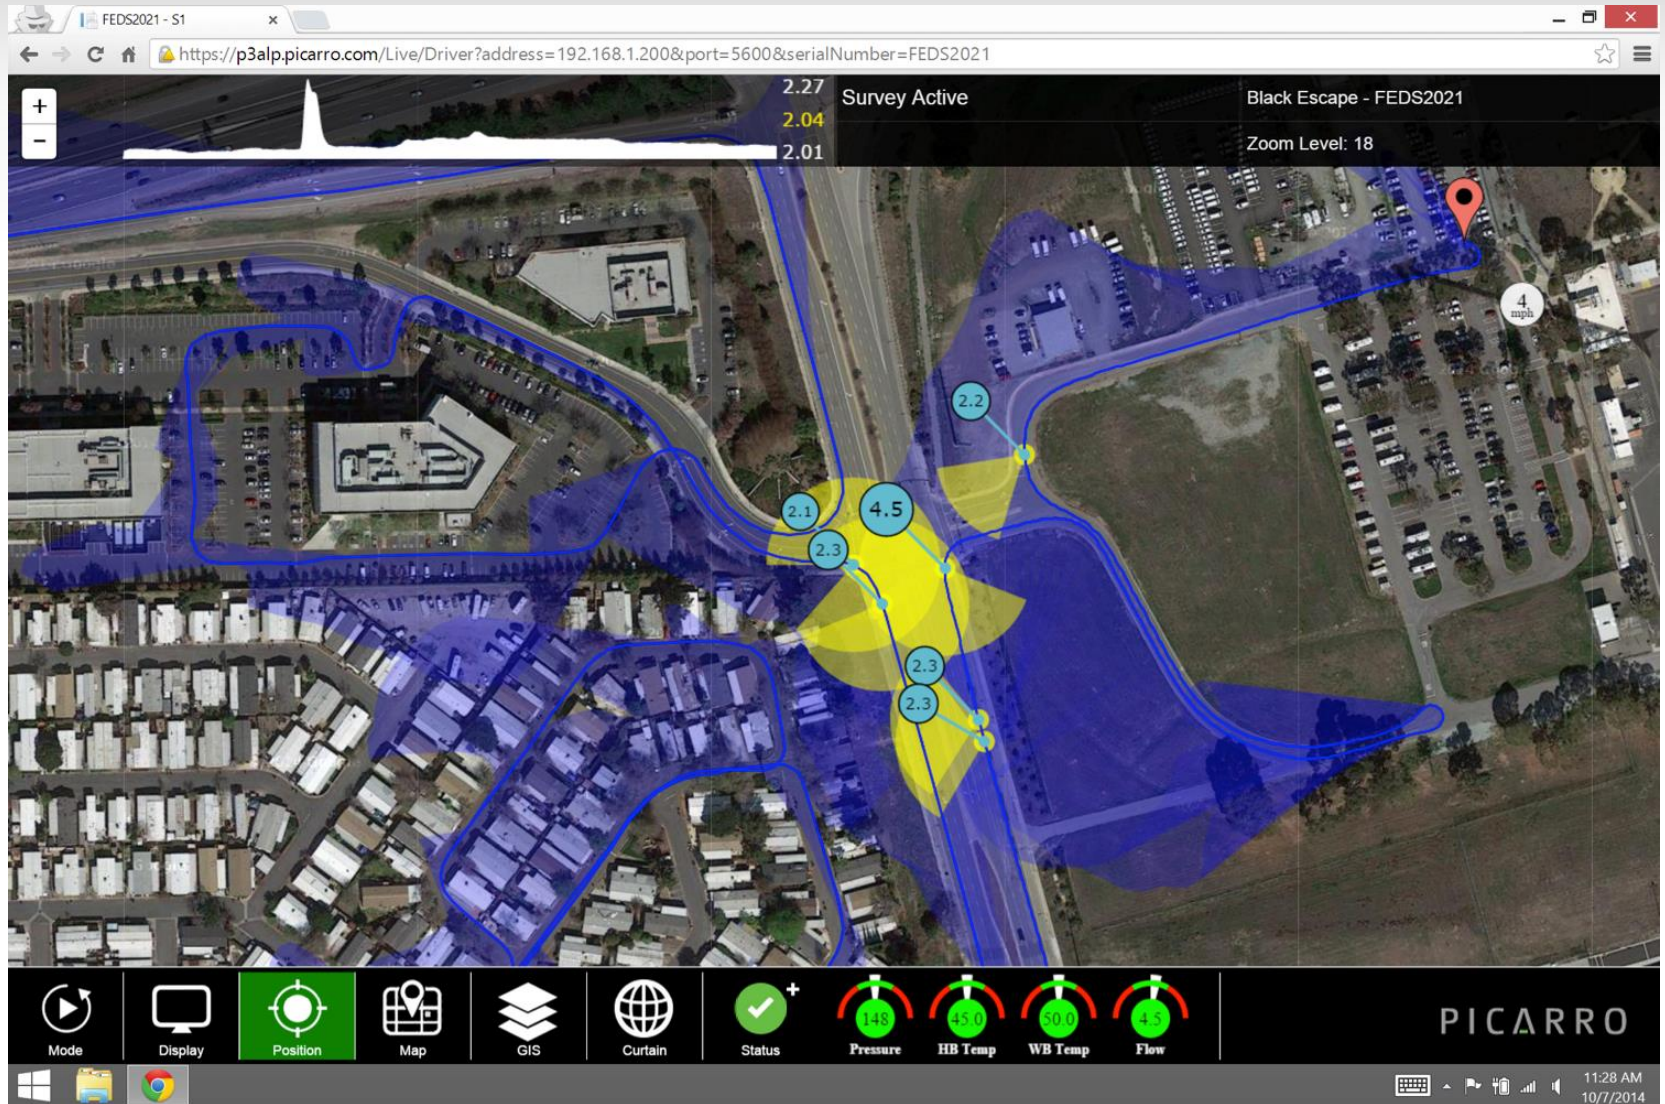 FEDS2021 - S1
https://p3alp.picarro.com/Live/Driver?address=192.168.1.200&port=5600&serialNumber=FEDS2021
+
−
2.27
2.04
2.01
Survey Active
Black Escape - FEDS2021
Zoom Level: 18
4
mph
2.2
2.1
4.5
2.3
2.3
2.3
Mode
Display
Position
Map
GIS
Curtain
+
Status
148
Pressure
45.0
HB Temp
50.0
WB Temp
4.5
Flow
PICARRO
11:28 AM
10/7/2014